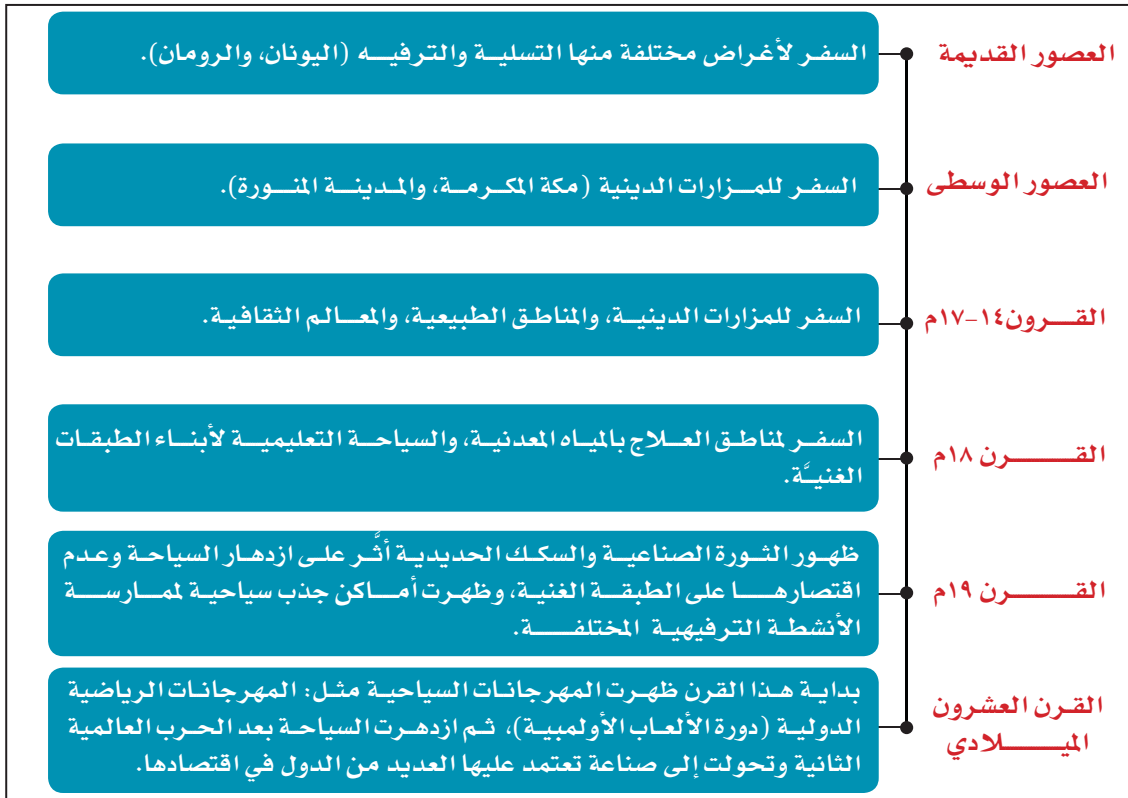 العصور القديمة
السفر لأغراض مختلفة منها التسلية والترفيه (اليونان، والرومان).
العصور الوسطى
السفر للمزارات الدينية (مكة المكرمة، والمدينة المنورة).
القرون ١٤-١٧م
السفر للمزارات الدينية، والمناطق الطبيعية، والمعالم الثقافية.
القرن ١٨م
السفر لمناطق العلاج بالمياه المعدنية، والسياحة التعليمية لأبناء الطبقات
الغنيَّة.
القرن ١٩م
ظهور الثورة الصناعية والسكك الحديدية أثَّر على ازدهار السياحة وعدم
اقتصارها على الطبقة الغنية، وظهرت أماكن جذب سياحية لممارسة
الأنشطة الترفيهية المختلفة.
القرن العشرون
الميلادي
بداية هذا القرن ظهرت المهرجانات السياحية مثل: المهرجانات الرياضية
الدولية (دورة الألعاب الأولمبية)، ثم ازدهرت السياحة بعد الحرب العالمية
الثانية وتحولت إلى صناعة تعتمد عليها العديد من الدول في اقتصادها.